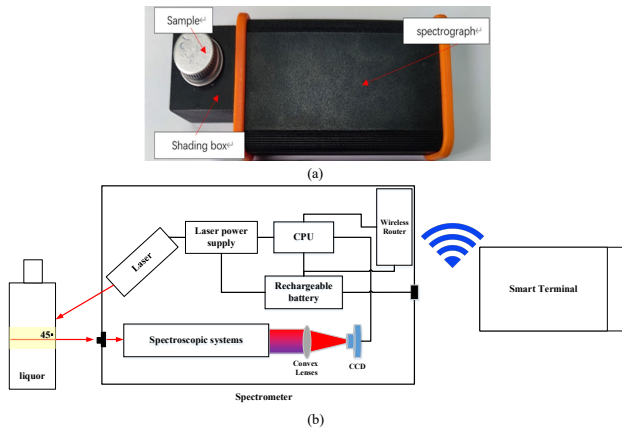 Sample↵
spectrograph↵
Shading box↵
(a)
Laser power
supply
CPU
Wireless
Router
Laser
Rechargeable
battery
Smart Terminal
45•
Spectroscopic systems
liquor
Convex
Lenses
CCD
Spectrometer
(b)